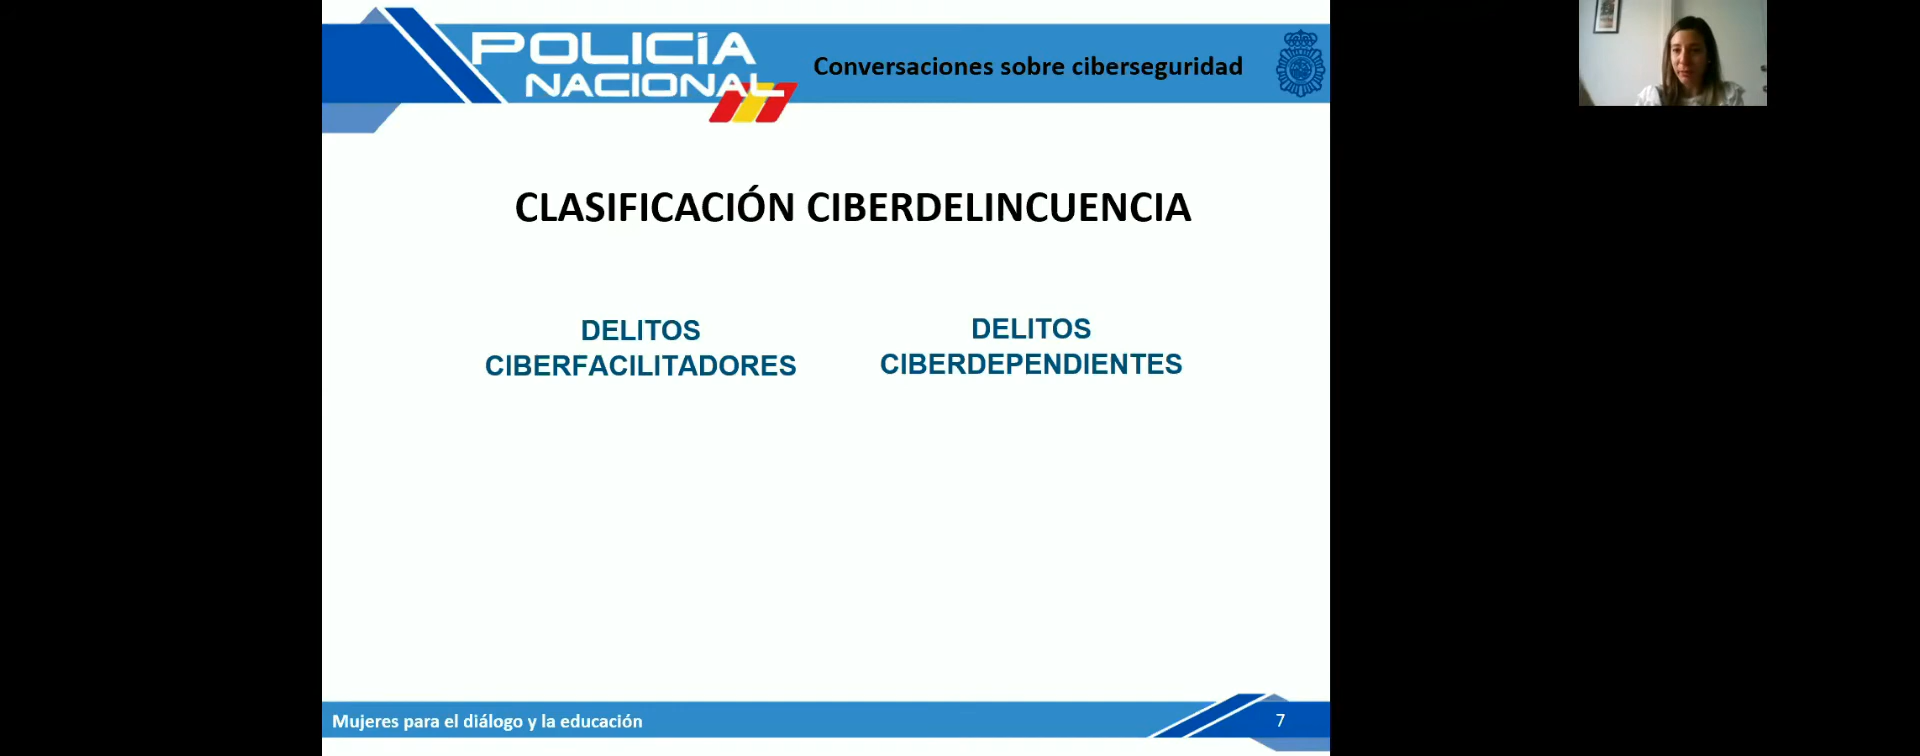 POLICÍA
NACIONAL
Conversaciones sobre ciberseguridad
CLASIFICACIÓN CIBERDELINCUENCIA
DELITOS
CIBERFACILITADORES
DELITOS
CIBERDEPENDIENTES
Mujeres para el diálogo y la educación
7